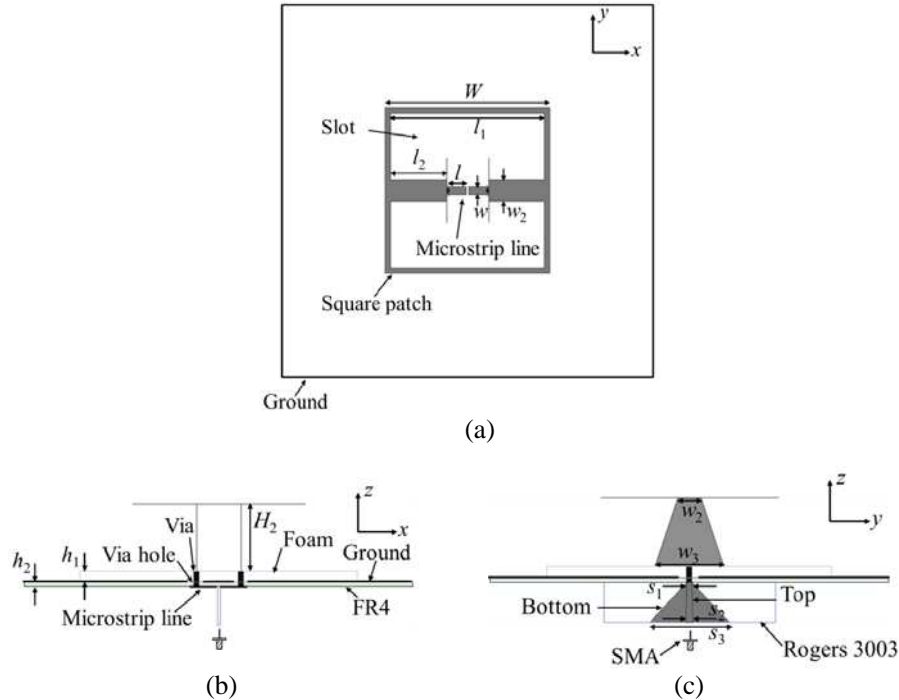 y
x
W
Slot
l₁
l₂
l
w
w₂
Microstrip line
Square patch
Ground
(a)
z
x
H₂
Via
Foam
Via hole
h₁
Ground
h₂
Microstrip line
FR4
(b)
z
y
w₂
w₃
s₁
Top
Bottom
s₂
s₃
SMA
Rogers 3003
(c)